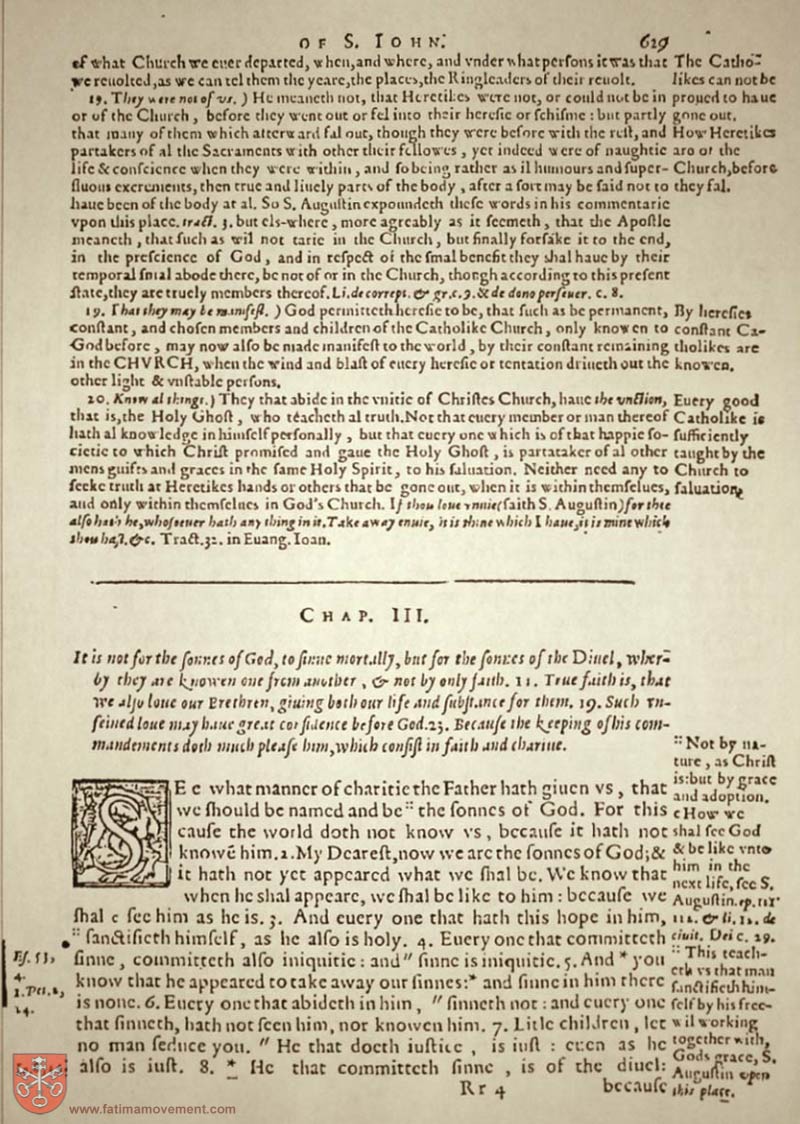 OF S. IOHN.
629
of what Church we euer departed, when, and where, and vnder what persons it was that
we reuolted, as we can tel them the yeare, the places, the Ringleaders of their reuolt.
19. They were not of vs. ) He meaneth not, that Heretikes were not, or could not be in
or of the Church, before they went out or fel into their heresie or schisme: but partly
that many of them which afterward fal out, though they were before with the rest, and
partakers of al the Sacraments with other their fellowes, yet indeed were of naughtie
life & conscience when they were within, and so being rather as il humours and super-
fluous excrements, then true and liuely parts of the body, after a sort may be said not to
haue been of the body at al. So S. Augustin expoundeth these words in his commentarie
vpon this place. tract. 3. but els-where, more agreably as it seemeth, that the Apostle
meaneth, that such as wil not tarie in the Church, but finally forsake it to the end,
in the prescience of God, and in respect of the smal benefit they shal haue by their
temporal smal abode there, be not of or in the Church, though according to this present
state, they are truely members thereof. Li. de corrept. & gr. c. 9. & de dono perseuer. c. 8.
19. That they may be manifest. ) God permitteth heresie to be, that such as be permanent,
constant, and chosen members and children of the Catholike Church, only knowen to
God before, may now also be made manifest to the world, by their constant remaining
in the CHVRCH, when the wind and blast of euery heresie or tentation driueth out the
other light & vnstable persons.
20. Know al things. ) They that abide in the vnitie of Christes Church, haue the vnction,
that is, the Holy Ghost, who teacheth al truth. Not that euery member or man thereof
hath al knowledge in himself personally, but that euery one which is of that happie so-
cietie to which Christ promised and gaue the Holy Ghost, is partataker of al other
mens guifts and graces in the same Holy Spirit, to his saluation. Neither need any to
seeke truth at Heretikes hands or others that be gone out, when it is within themselues,
and only within themselues in God's Church. If thou loue vnitie (saith S. Augustin) for thee
also hath he, whosoeuer hath any thing in it. Take away enuie, it is thine which I haue, it is mine which
thou hast. &c. Tract. 32. in Euang. Ioan.
The Catho-
likes can not be
proued to haue
gone out.
How Heretikes
are of the
Church, before
they fal.
By heresies
constant Ca-
tholikes are
knowen.
Euery good
Catholike is
sufficiently
taught by the
Church to
saluation.
CHAP. III.
It is not for the sonnes of God, to sinne mortally, but for the sonnes of the Diuel, wher-
by they are knowen one from another, & not by only faith. 11. True faith is, that
we also loue our Brethren, giuing both our life and substance for them. 19. Such vn-
feined loue may haue great confidence before God. 23. Because the keeping of his com-
mandements doth much please him, which consist in faith and charitie.
SEe what manner of charitie the Father hath giuen vs, that
we should be named and be :: the sonnes of God. For this
cause the world doth not know vs, because it hath not
knowē him. 2. My Dearest, now we are the sonnes of God; &
it hath not yet appeared what we shal be. We know that
when he shal appeare, we shal be like to him: because we
shal c see him as he is. 3. And euery one that hath this hope in him,
:: sanctifieth himself, as he also is holy. 4. Euery one that committeth
sinne, committeth also iniquitie: and " sinne is iniquitie. 5. And * you
know that he appeared to take away our sinnes: * and sinne in him there
is none. 6. Euery one that abideth in him, " sinneth not: and euery one
that sinneth, hath not seen him, nor knowen him. 7. Litle children, let
no man seduce you. " He that doeth iustice, is iust: euen as he
also is iust. 8. * He that committeth sinne, is of the diuel:
Rr 4
because
:: Not by na-
ture, as Christ
is: but by grace
and adoption.
c How we
shal see God
& be like vnto
him in the
next life, see S.
Augustin. ep. 111
112. & li. 22. de
ciuit. Dei c. 29.
:: This teach-
eth vs that man
sanctifieth him-
self by his free-
wil working
together with
Gods grace, S.
Augustin vpon
this place.
Es. 53,
4.
1. Pet. 2,
24.
www.fatimamovement.com